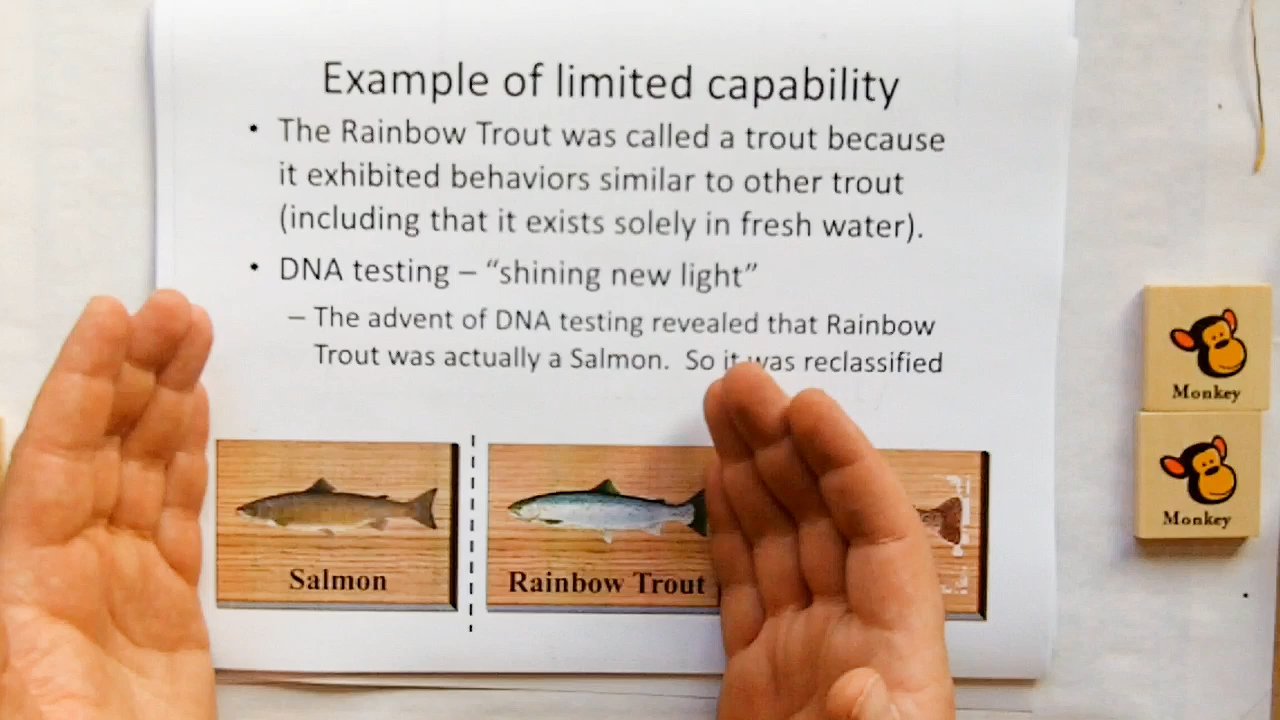 Example of limited capability
• The Rainbow Trout was called a trout because
it exhibited behaviors similar to other trout
(including that it exists solely in fresh water).
• DNA testing – “shining new light”
– The advent of DNA testing revealed that Rainbow
Trout was actually a Salmon. So it was reclassified
Salmon
Rainbow Trout
Monkey
Monkey